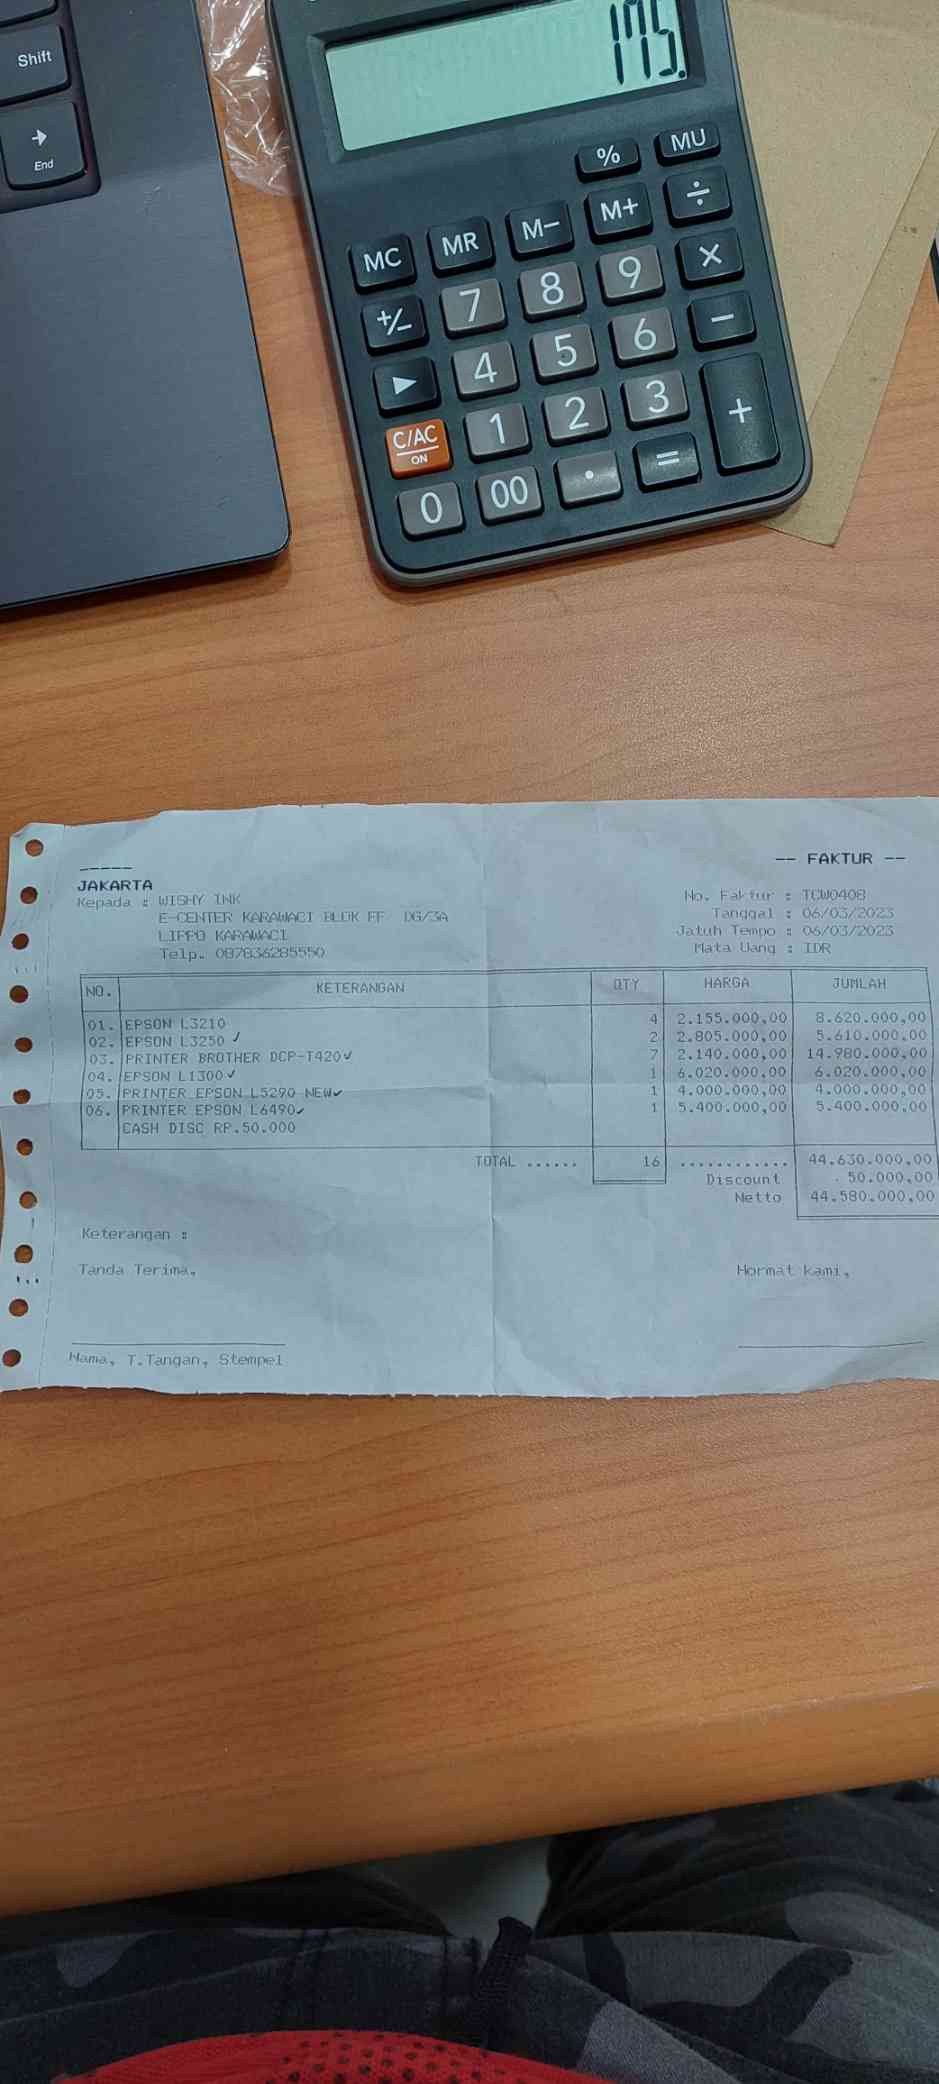 Shift
End
175.
% MU
MC MR M− M+ ÷
+/− 7 8 9 ×
4 5 6 −
C/AC
ON
1 2 3 +
0 00 . =
-- FAKTUR --
JAKARTA
Kepada : WISHY INK
E-CENTER KARAWACI BLOK FF DG/3A
LIPPO KARAWACI
Telp. 087836285550
No. Faktur : TCW0408
Tanggal : 06/03/2023
Jatuh Tempo : 06/03/2023
Mata Uang : IDR
NO. KETERANGAN QTY HARGA JUMLAH
01. EPSON L3210 4 2.155.000,00 8.620.000,00
02. EPSON L3250 ✓ 2 2.805.000,00 5.610.000,00
03. PRINTER BROTHER DCP-T420 ✓ 7 2.140.000,00 14.980.000,00
04. EPSON L1300 ✓ 1 6.020.000,00 6.020.000,00
05. PRINTER EPSON L5290 NEW ✓ 1 4.000.000,00 4.000.000,00
06. PRINTER EPSON L6490 ✓ 1 5.400.000,00 5.400.000,00
CASH DISC RP.50.000
TOTAL ...... 16 ............ 44.630.000,00
Discount 50.000,00
Netto 44.580.000,00
Keterangan :
Tanda Terima, Hormat kami,
Nama, T.Tangan, Stempel